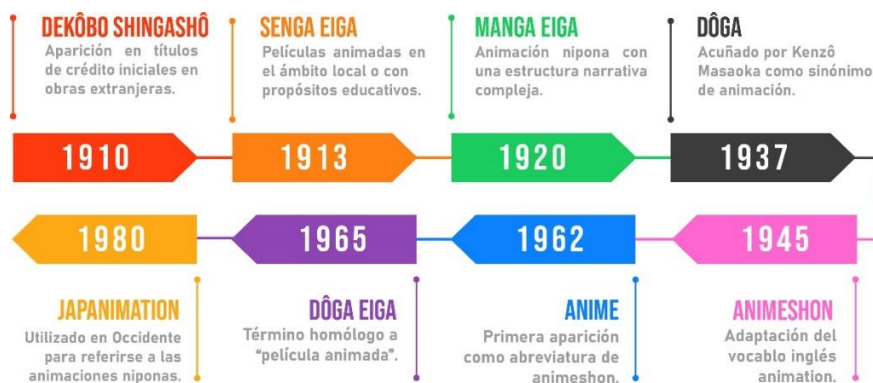 DEKÔBO SHINGASHÔ
Aparición en títulos
de crédito iniciales en
obras extranjeras.
SENGA EIGA
Películas animadas en
el ámbito local o con
propósitos educativos.
MANGA EIGA
Animación nipona con
una estructura narrativa
compleja.
DÔGA
Acuñado por Kenzô
Masaoka como sinónimo
de animación.
1910
1913
1920
1937
1980
1965
1962
1945
JAPANIMATION
Utilizado en Occidente
para referirse a las
animaciones niponas.
DÔGA EIGA
Término homólogo a
“película animada”.
ANIME
Primera aparición
como abreviatura de
animeshon.
ANIMESHON
Adaptación del
vocablo inglés
animation.